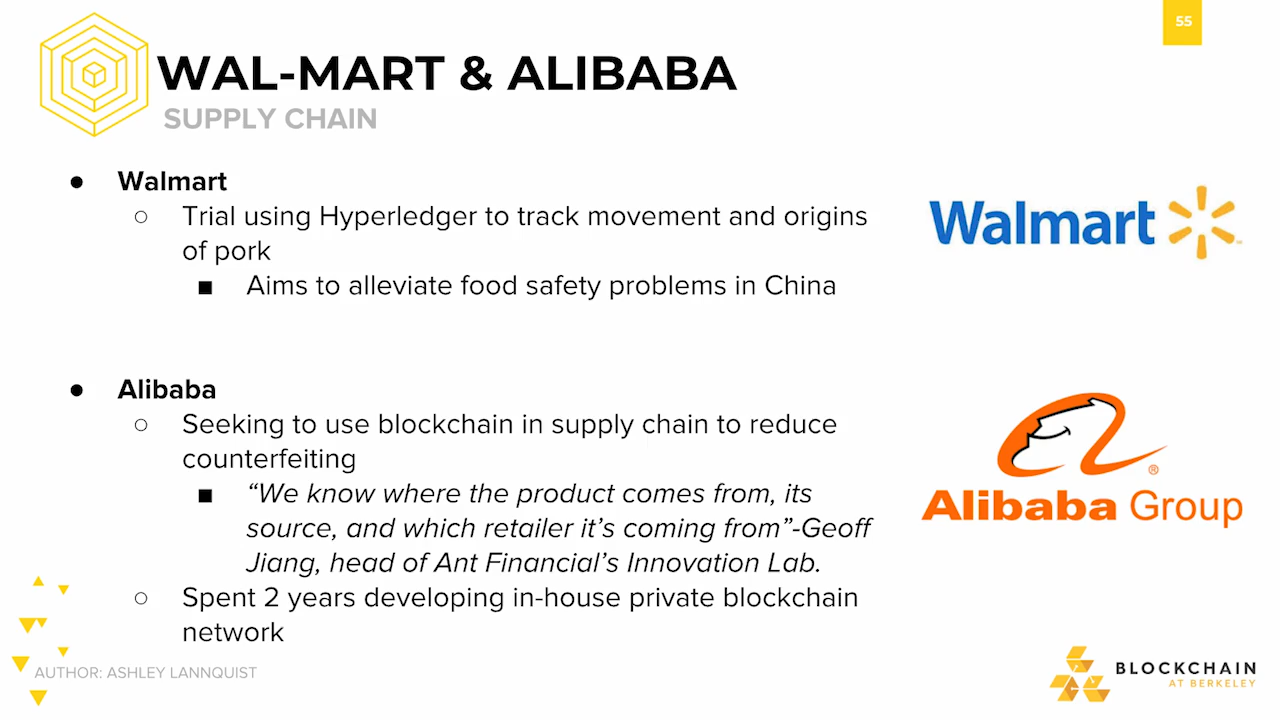 55
WAL-MART & ALIBABA
SUPPLY CHAIN
● Walmart
○ Trial using Hyperledger to track movement and origins
of pork
■ Aims to alleviate food safety problems in China
Walmart
● Alibaba
○ Seeking to use blockchain in supply chain to reduce
counterfeiting
■ “We know where the product comes from, its
source, and which retailer it’s coming from”-Geoff
Jiang, head of Ant Financial’s Innovation Lab.
○ Spent 2 years developing in-house private blockchain
network
®
Alibaba Group
AUTHOR: ASHLEY LANNQUIST
BLOCKCHAIN
AT BERKELEY